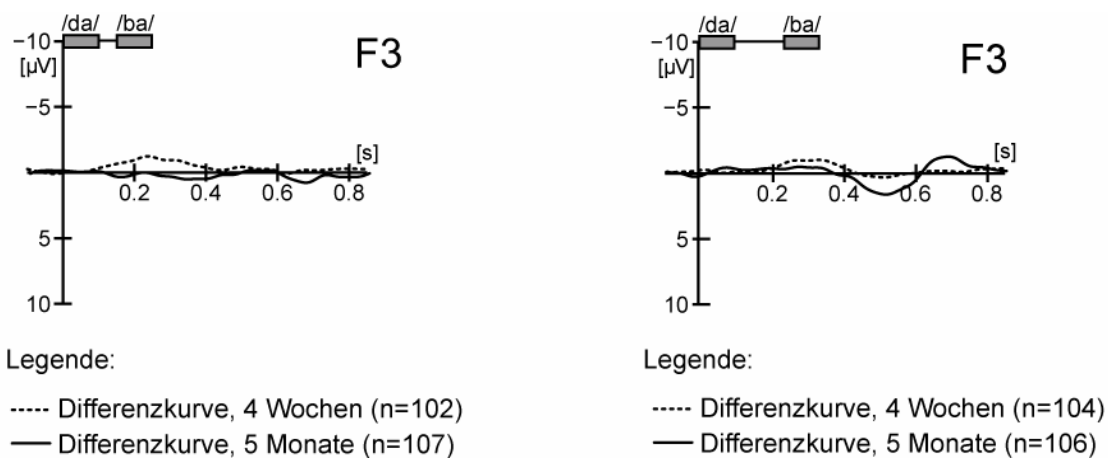 /da/ /ba/
−10
[µV]
F3
−5
[s]
0.2 0.4 0.6 0.8
5
10
Legende:
Differenzkurve, 4 Wochen (n=102)
Differenzkurve, 5 Monate (n=107)
/da/ /ba/
−10
[µV]
F3
−5
[s]
0.2 0.4 0.6 0.8
5
10
Legende:
Differenzkurve, 4 Wochen (n=104)
Differenzkurve, 5 Monate (n=106)